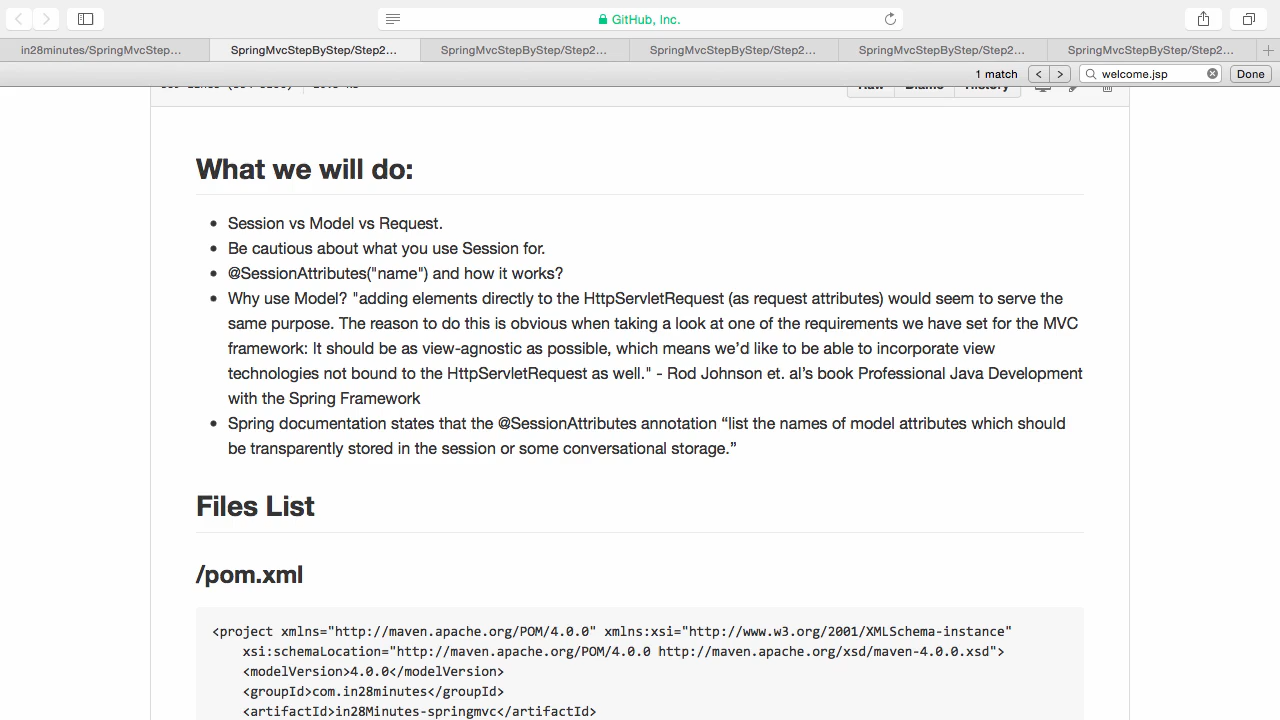 GitHub, Inc.
in28minutes/SpringMvcStep...
SpringMvcStepByStep/Step2...
SpringMvcStepByStep/Step2...
SpringMvcStepByStep/Step2...
SpringMvcStepByStep/Step2...
SpringMvcStepByStep/Step2...
1 match
welcome.jsp
Done
Raw
Blame
History
What we will do:
• Session vs Model vs Request.
• Be cautious about what you use Session for.
• @SessionAttributes("name") and how it works?
• Why use Model? "adding elements directly to the HttpServletRequest (as request attributes) would seem to serve the
same purpose. The reason to do this is obvious when taking a look at one of the requirements we have set for the MVC
framework: It should be as view-agnostic as possible, which means we’d like to be able to incorporate view
technologies not bound to the HttpServletRequest as well." - Rod Johnson et. al’s book Professional Java Development
with the Spring Framework
• Spring documentation states that the @SessionAttributes annotation “list the names of model attributes which should
be transparently stored in the session or some conversational storage.”
Files List
/pom.xml
<project xmlns="http://maven.apache.org/POM/4.0.0" xmlns:xsi="http://www.w3.org/2001/XMLSchema-instance"
xsi:schemaLocation="http://maven.apache.org/POM/4.0.0 http://maven.apache.org/xsd/maven-4.0.0.xsd">
<modelVersion>4.0.0</modelVersion>
<groupId>com.in28minutes</groupId>
<artifactId>in28Minutes-springmvc</artifactId>